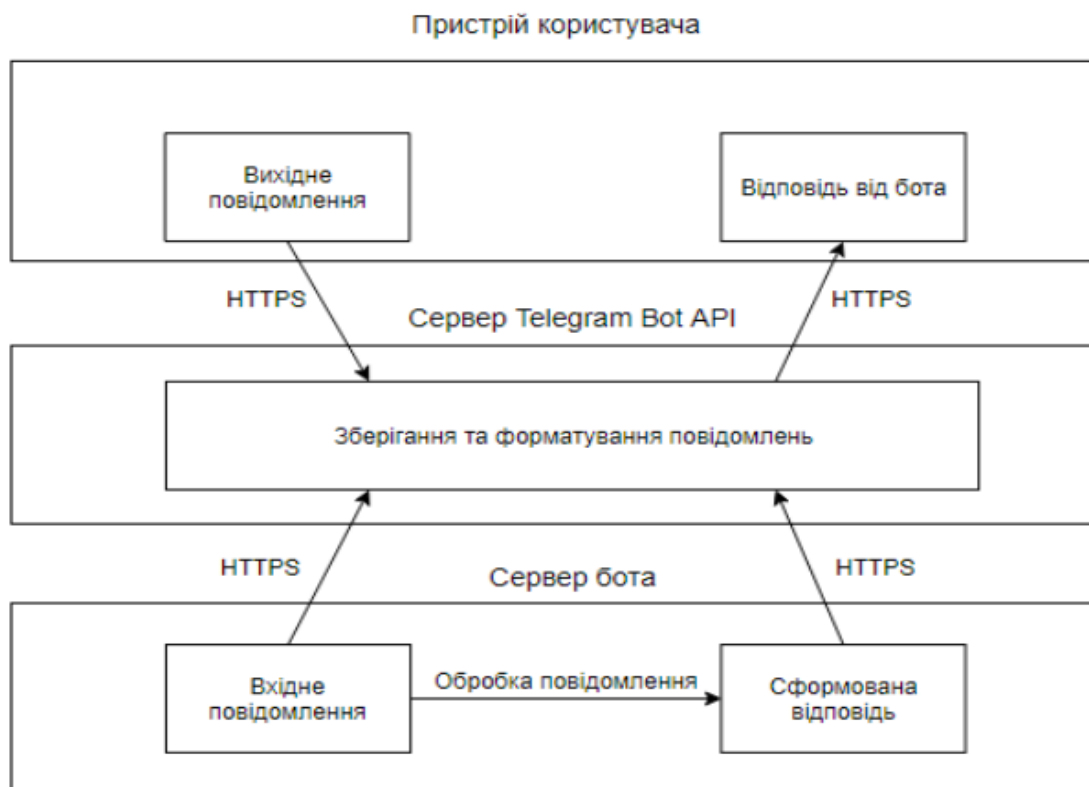 Пристрій користувача
Вихідне
повідомлення
Відповідь від бота
HTTPS
HTTPS
Сервер Telegram Bot API
Зберігання та форматування повідомлень
HTTPS
HTTPS
Сервер бота
Вхідне
повідомлення
Обробка повідомлення
Сформована
відповідь